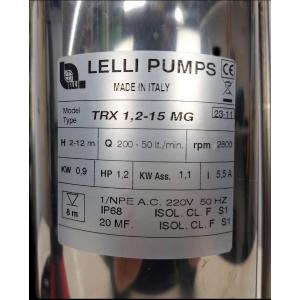 LELLI PUMPS CE
MADE IN ITALY
Model Type TRX 1,2-15 MG 23-11
H 2-12 m Q 200 - 50 lt./min. rpm 2800
KW 0,9 HP 1,2 KW Ass. 1,1 I 5,5 A
8 m 1/NPE A.C. 220V 50 HZ
IP68 ISOL. CL. F S1
20 MF. ISOL. CL. F S1